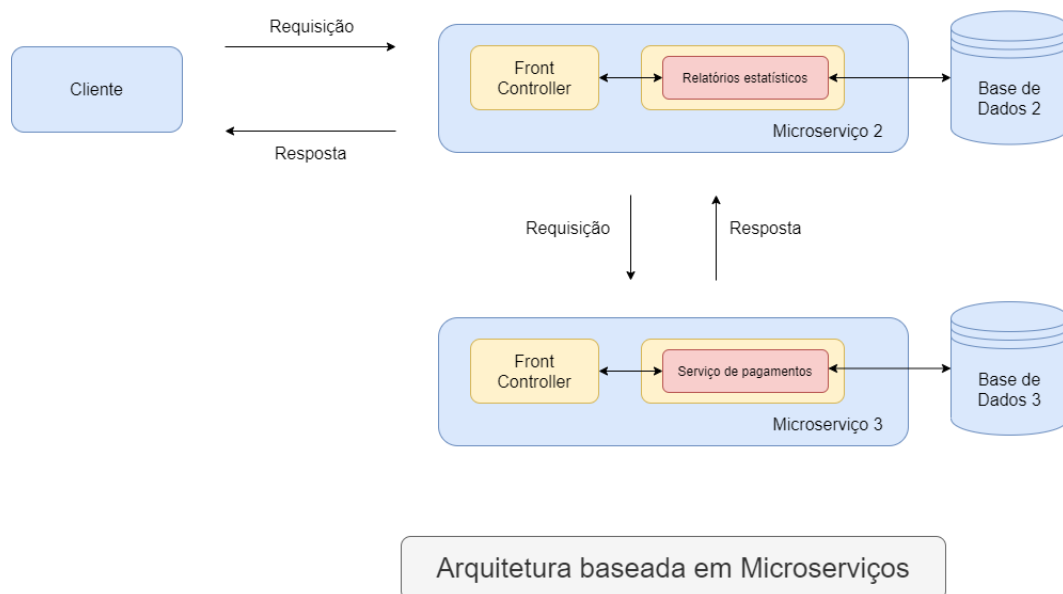 Requisição
Cliente
Resposta
Front
Controller
Relatórios estatísticos
Microserviço 2
Base de
Dados 2
Requisição
Resposta
Front
Controller
Serviço de pagamentos
Microserviço 3
Base de
Dados 3
Arquitetura baseada em Microserviços